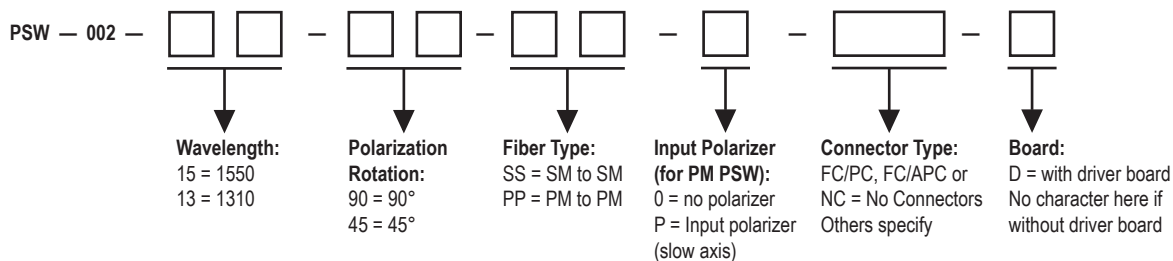 PSW — 002 — — — — — —
Wavelength:
15 = 1550
13 = 1310
Polarization
Rotation:
90 = 90°
45 = 45°
Fiber Type:
SS = SM to SM
PP = PM to PM
Input Polarizer
(for PM PSW):
0 = no polarizer
P = Input polarizer
(slow axis)
Connector Type:
FC/PC, FC/APC or
NC = No Connectors
Others specify
Board:
D = with driver board
No character here if
without driver board